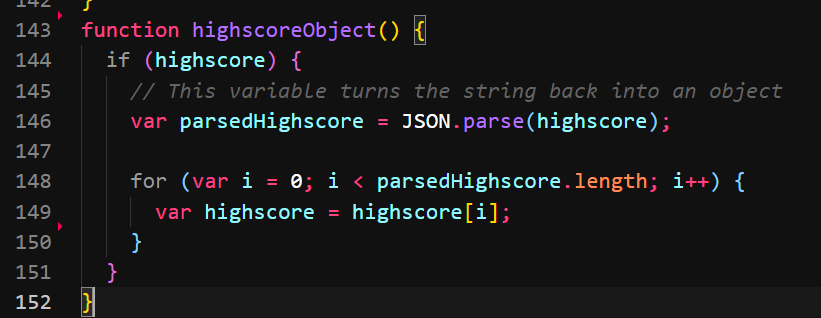 142 }
143 function highscoreObject() {
144 if (highscore) {
145 // This variable turns the string back into an object
146 var parsedHighscore = JSON.parse(highscore);
147
148 for (var i = 0; i < parsedHighscore.length; i++) {
149 var highscore = highscore[i];
150 }
151 }
152 }